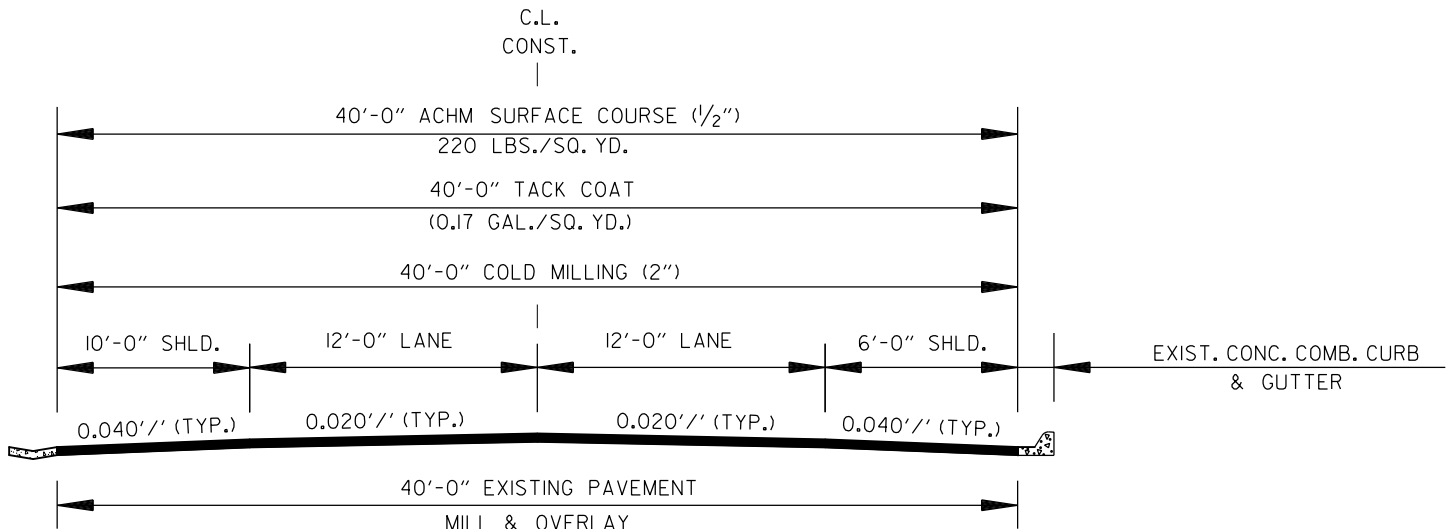 C.L.
CONST.
40'-0" ACHM SURFACE COURSE (1/2")
220 LBS./SQ. YD.
40'-0" TACK COAT
(0.17 GAL./SQ. YD.)
40'-0" COLD MILLING (2")
10'-0" SHLD. 12'-0" LANE 12'-0" LANE 6'-0" SHLD. EXIST. CONC. COMB. CURB
& GUTTER
0.040'/' (TYP.) 0.020'/' (TYP.) 0.020'/' (TYP.) 0.040'/' (TYP.)
40'-0" EXISTING PAVEMENT
MILL & OVERLAY